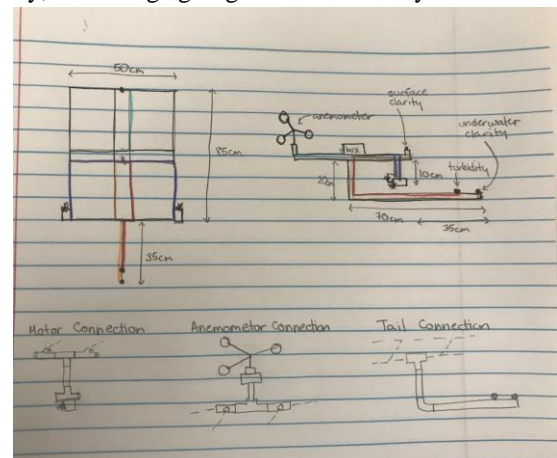 50cm
85cm
35cm
anemometer
surface
clarity
underwater
clarity
turbidity
box
10cm
20cm
70cm
35cm
Motor Connection
Anemometor Connection
Tail Connection